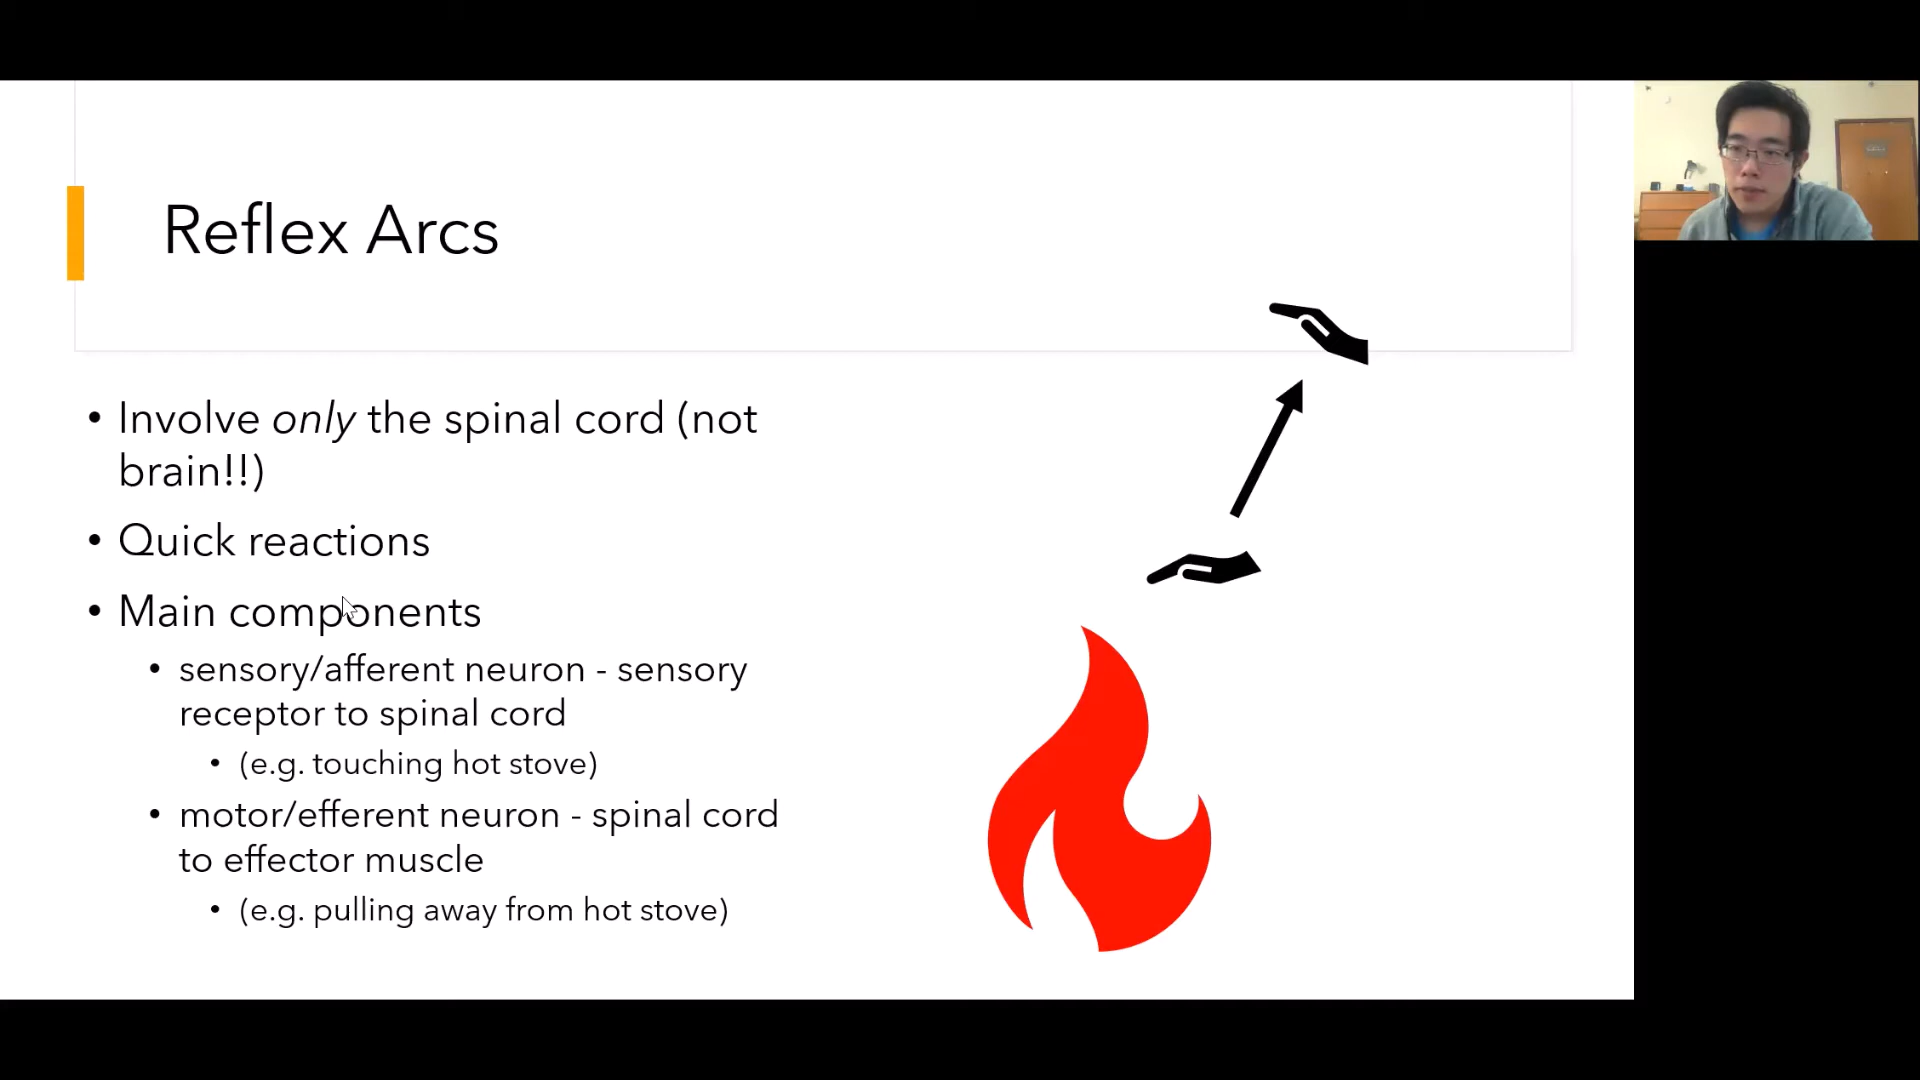 Reflex Arcs
• Involve only the spinal cord (not
brain!!)
• Quick reactions
• Main components
• sensory/afferent neuron - sensory
receptor to spinal cord
• (e.g. touching hot stove)
• motor/efferent neuron - spinal cord
to effector muscle
• (e.g. pulling away from hot stove)